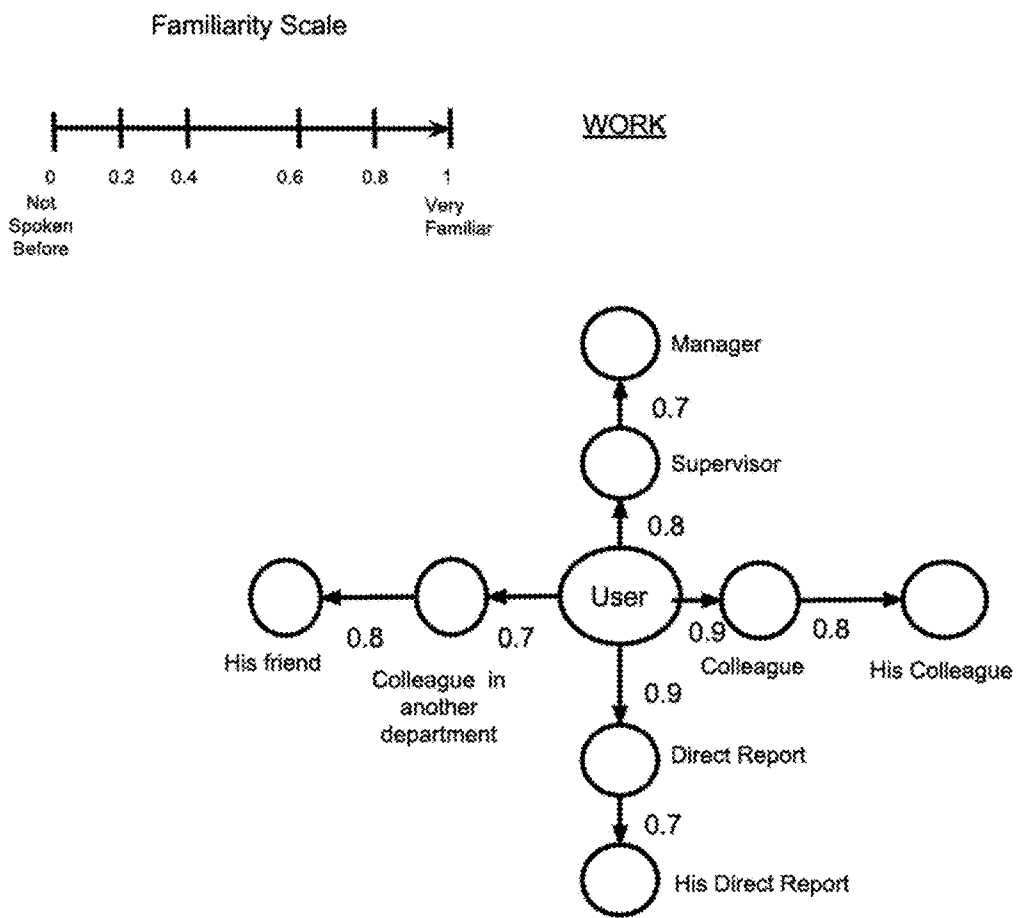 Familiarity Scale
WORK
0 0.2 0.4 0.6 0.8 1
Not
Spoken
Before
Very
Familiar
Manager
0.7
Supervisor
0.8
User
0.8 0.7 0.9 0.8
His friend
Colleague in
another
department
Colleague
His Colleague
0.9
Direct Report
0.7
His Direct Report